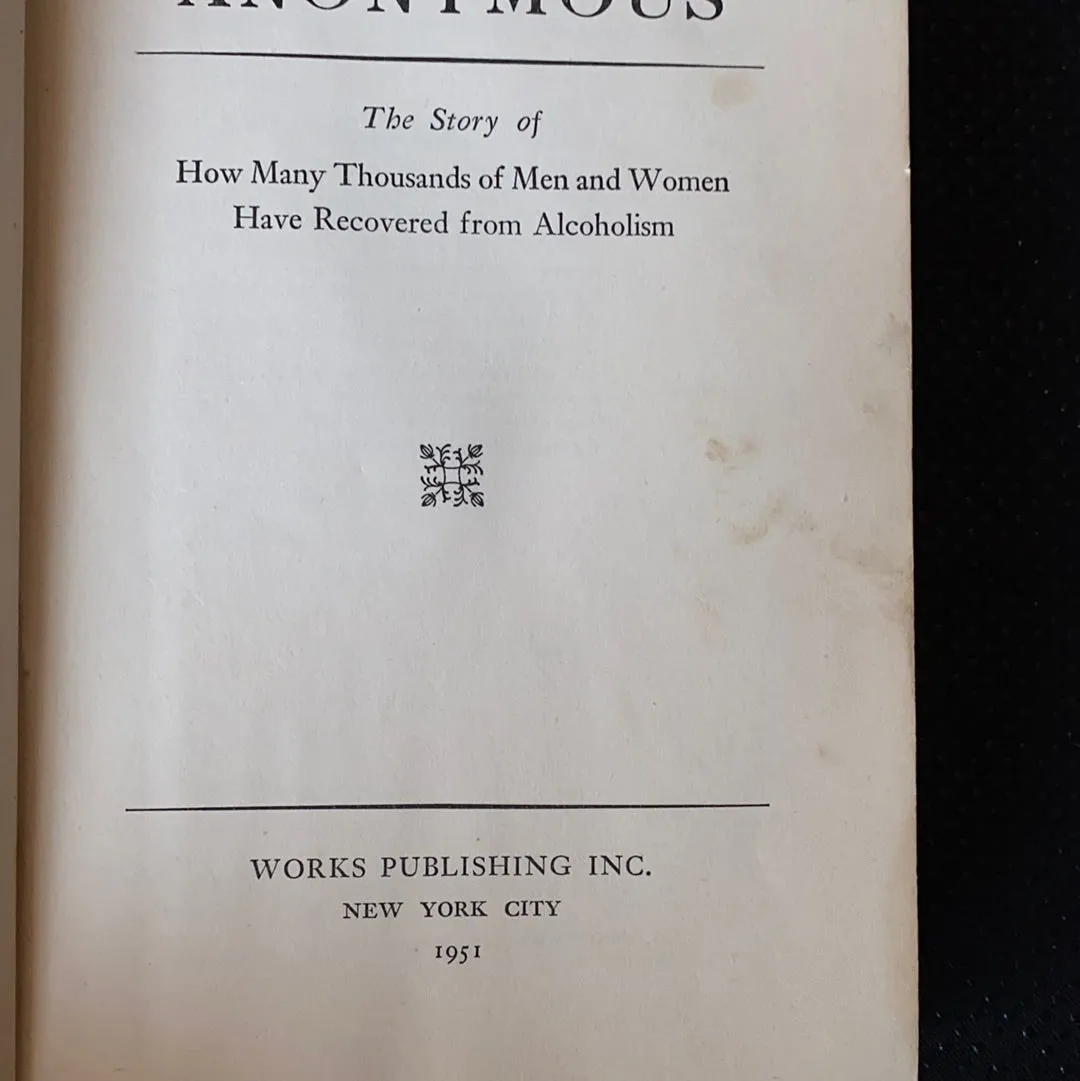 ANONYMOUS
The Story of
How Many Thousands of Men and Women
Have Recovered from Alcoholism
WORKS PUBLISHING INC.
NEW YORK CITY
1951